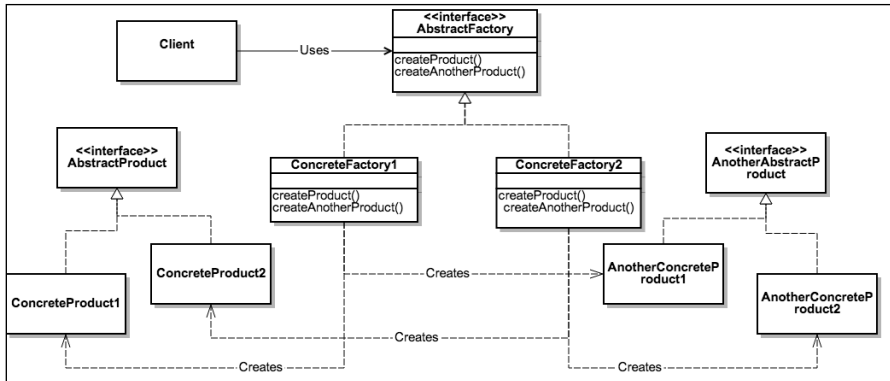 <<interface>>
AbstractFactory
createProduct()
createAnotherProduct()
Client
Uses
<<interface>>
AbstractProduct
ConcreteFactory1
createProduct()
createAnotherProduct()
ConcreteFactory2
createProduct()
createAnotherProduct()
<<interface>>
AnotherAbstractP
roduct
ConcreteProduct1
ConcreteProduct2
Creates
AnotherConcreteP
roduct1
AnotherConcreteP
roduct2
Creates
Creates
Creates